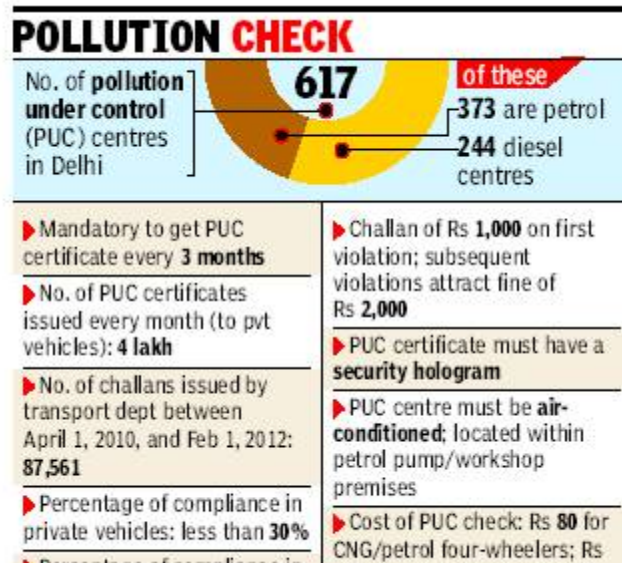 POLLUTION CHECK
No. of pollution
under control
(PUC) centres
in Delhi
617
of these
373 are petrol
244 diesel
centres
Mandatory to get PUC
certificate every 3 months
No. of PUC certificates
issued every month (to pvt
vehicles): 4 lakh
No. of challans issued by
transport dept between
April 1, 2010, and Feb 1, 2012:
87,561
Percentage of compliance in
private vehicles: less than 30%
Percentage of compliance in
Challan of Rs 1,000 on first
violation; subsequent
violations attract fine of
Rs 2,000
PUC certificate must have a
security hologram
PUC centre must be air-
conditioned; located within
petrol pump/workshop
premises
Cost of PUC check: Rs 80 for
CNG/petrol four-wheelers; Rs